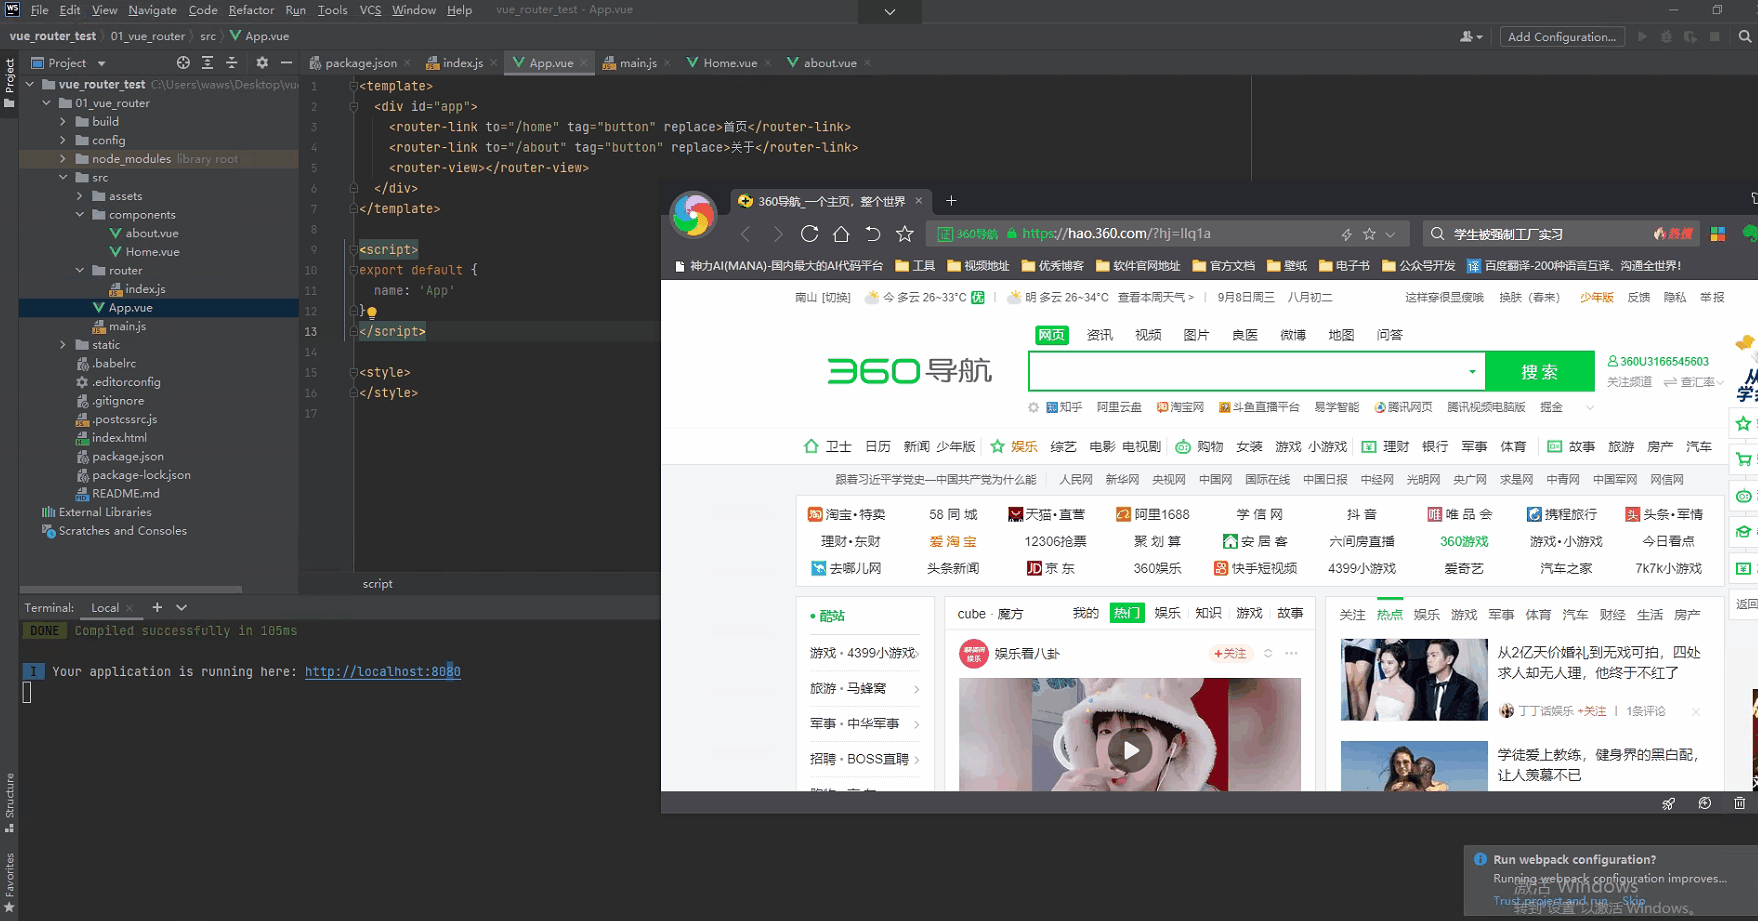 WS File Edit View Navigate Code Refactor Run Tools VCS Window Help vue_router_test - App.vue
vue_router_test 01_vue_router src App.vue
Add Configuration...
Project
package.json index.js App.vue main.js Home.vue about.vue
Project
vue_router_test C:\Users\waws\Desktop\vu
01_vue_router
build
config
node_modules library root
src
assets
components
about.vue
Home.vue
router
index.js
App.vue
main.js
static
.babelrc
.editorconfig
.gitignore
.postcssrc.js
index.html
package.json
package-lock.json
README.md
External Libraries
Scratches and Consoles
1 <template>
2 <div id="app">
3 <router-link to="/home" tag="button" replace>首页</router-link>
4 <router-link to="/about" tag="button" replace>关于</router-link>
5 <router-view></router-view>
6 </div>
7 </template>
8
9 <script>
10 export default {
11 name: 'App'
12 }
13 </script>
14
15 <style>
16 </style>
17
script
Terminal: Local
DONE Compiled successfully in 105ms
I Your application is running here: http://localhost:8080
Structure
Favorites
360导航_一个主页，整个世界
证 360导航 https://hao.360.com/?hj=llq1a
学生被强制工厂实习 热搜
神力AI(MANA)-国内最大的AI代码平台 工具 视频地址 优秀博客 软件官网地址 官方文档 壁纸 电子书 公众号开发 译 百度翻译-200种语言互译、沟通全世界!
南山 [切换] 今 多云 26~33°C 优 明 多云 26~34°C 查看本周天气 > 9月8日周三 八月初二 这样穿很显瘦哦 换肤（春来） 少年版 反馈 隐私 举报
网页 资讯 视频 图片 良医 微博 地图 问答
360导航
搜索
360U3166545603
关注频道 查汇率
知乎 阿里云盘 淘宝网 斗鱼直播平台 易学智能 腾讯网页 腾讯视频电脑版 掘金
卫士 日历 新闻 少年版 娱乐 综艺 电影 电视剧 购物 女装 游戏 小游戏 理财 银行 军事 体育 故事 旅游 房产 汽车
跟着习近平学党史—中国共产党为什么能 人民网 新华网 央视网 中国网 国际在线 中国日报 中经网 光明网 央广网 求是网 中青网 中国军网 网信网
淘宝•特卖 58 同 城 天猫•直营 阿里1688 学 信 网 抖 音 唯 品 会 携程旅行 头条•军情
理财•东财 爱 淘 宝 12306抢票 聚 划 算 安 居 客 六间房直播 360游戏 游戏•小游戏 今日看点
去哪儿网 头条新闻 JD 京 东 360娱乐 快手短视频 4399小游戏 爱奇艺 汽车之家 7k7k小游戏
返回
酷站
游戏·4399小游戏
旅游·马蜂窝
军事·中华军事
招聘·BOSS直聘
cube · 魔方 我的 热门 娱乐 知识 游戏 故事
娱乐看八卦 +关注
关注 热点 娱乐 游戏 军事 体育 汽车 财经 生活 房产
从2亿天价婚礼到无戏可拍，四处
求人却无人理，他终于不红了
丁丁话娱乐 +关注 | 1条评论
学徒爱上教练，健身界的黑白配，
让人羡慕不已
Run webpack configuration?
Running webpack configuration improves...
Trust project and run Skip
激活 Windows
转到"设置"以激活 Windows。